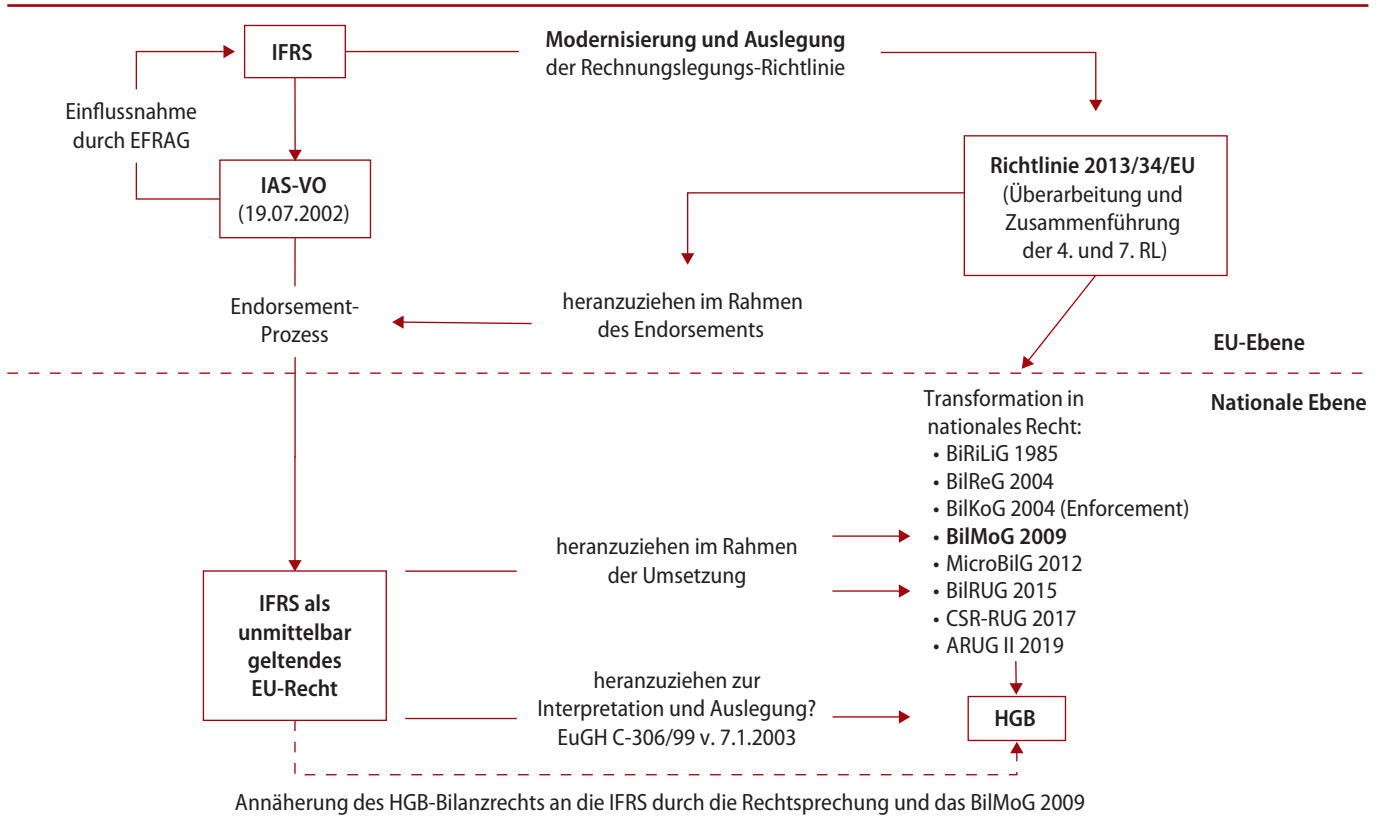 IFRS
Modernisierung und Auslegung
der Rechnungslegungs-Richtlinie
Einflussnahme
durch EFRAG
IAS-VO
(19.07.2002)
Richtlinie 2013/34/EU
(Überarbeitung und
Zusammenführung
der 4. und 7. RL)
Endorsement-
Prozess
heranzuziehen im Rahmen
des Endorsements
EU-Ebene
Nationale Ebene
Transformation in
nationales Recht:
• BiRiLiG 1985
• BilReG 2004
• BilKoG 2004 (Enforcement)
• BilMoG 2009
• MicroBilG 2012
• BilRUG 2015
• CSR-RUG 2017
• ARUG II 2019
heranzuziehen im Rahmen
der Umsetzung
IFRS als
unmittelbar
geltendes
EU-Recht
heranzuziehen zur
Interpretation und Auslegung?
EuGH C-306/99 v. 7.1.2003
HGB
Annäherung des HGB-Bilanzrechts an die IFRS durch die Rechtsprechung und das BilMoG 2009